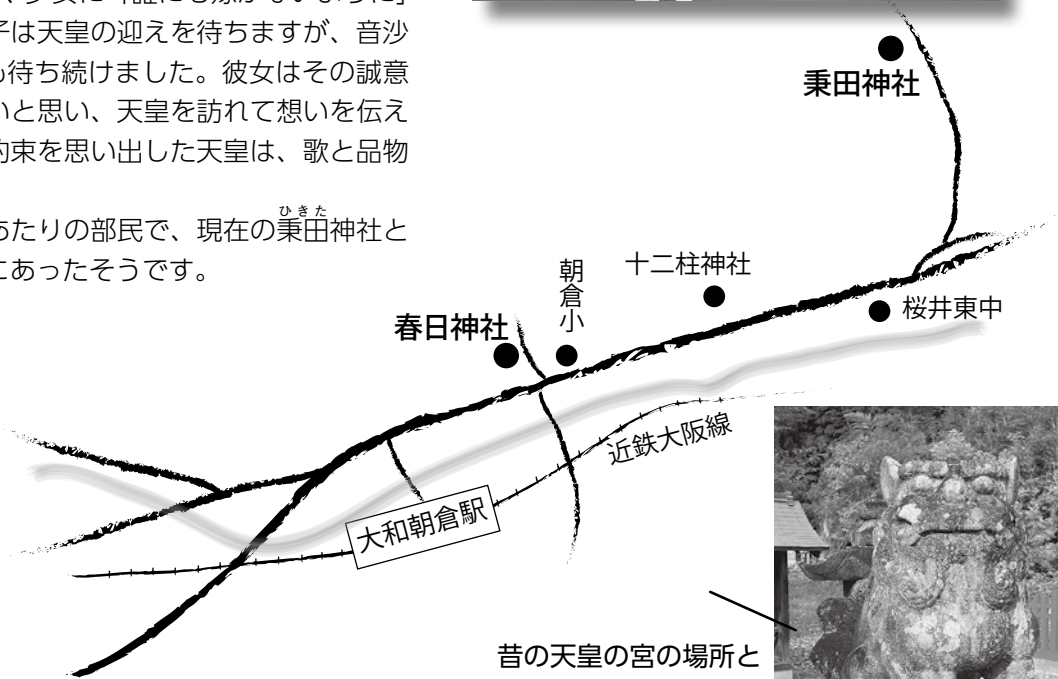 子は天皇の迎えを待ちますが、音沙
も待ち続けました。彼女はその誠意
いと思い、天皇を訪れて想いを伝え
約束を思い出した天皇は、歌と品物
あたりの部民で、現在の秉田神社と
ひきた
にあったそうです。
秉田神社
十二柱神社
朝倉小
桜井東中
春日神社
近鉄大阪線
大和朝倉駅
昔の天皇の宮の場所と